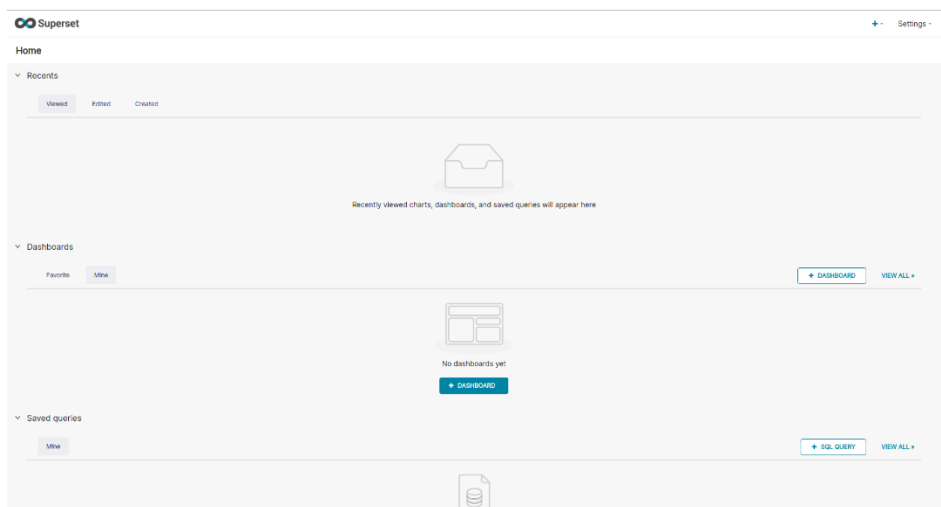 Superset
+ Settings
Home
Recents
Viewed Edited Created
Recently viewed charts, dashboards, and saved queries will appear here
Dashboards
Favorite Mine + DASHBOARD VIEW ALL »
No dashboards yet
+ DASHBOARD
Saved queries
Mine + SQL QUERY VIEW ALL »